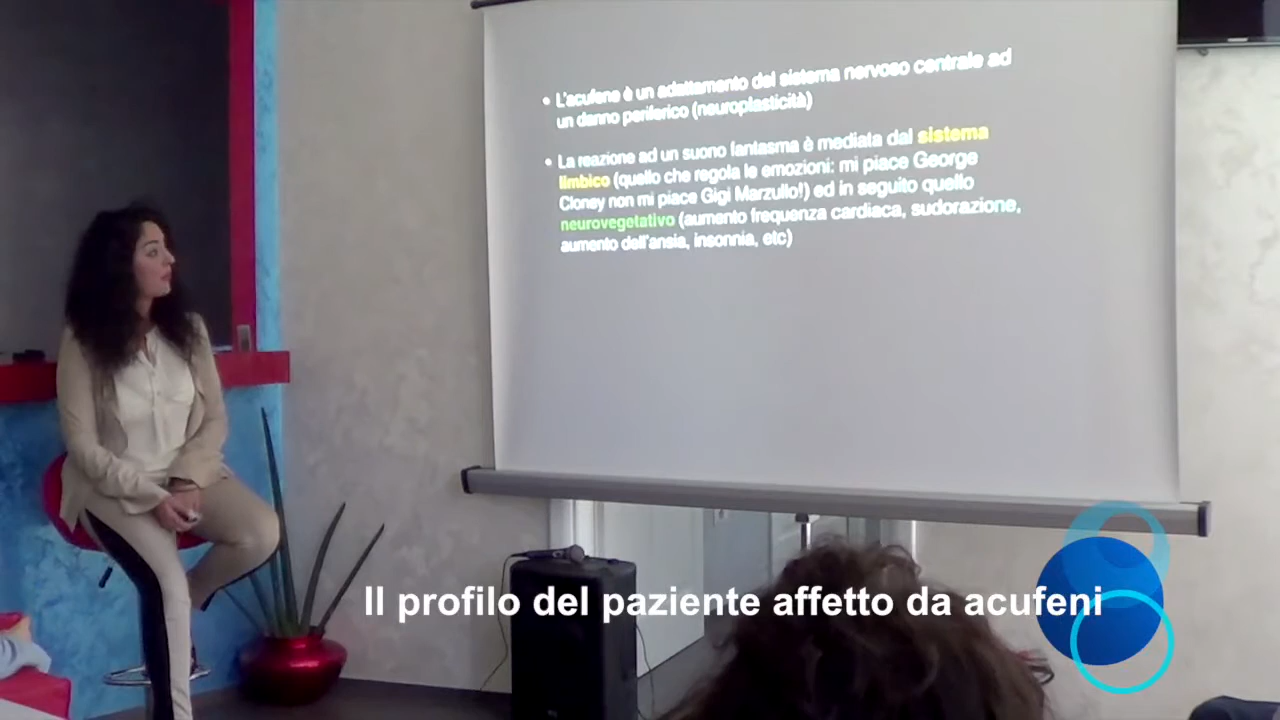 • L'acufene è un adattamento del sistema nervoso centrale ad
un danno periferico (neuroplasticità)
• La reazione ad un suono fantasma è mediata dal sistema
limbico (quello che regola le emozioni: mi piace George
Cloney non mi piace Gigi Marzullo!) ed in seguito quello
neurovegetativo (aumento frequenza cardiaca, sudorazione,
aumento dell'ansia, insonnia, etc)
Il profilo del paziente affetto da acufeni